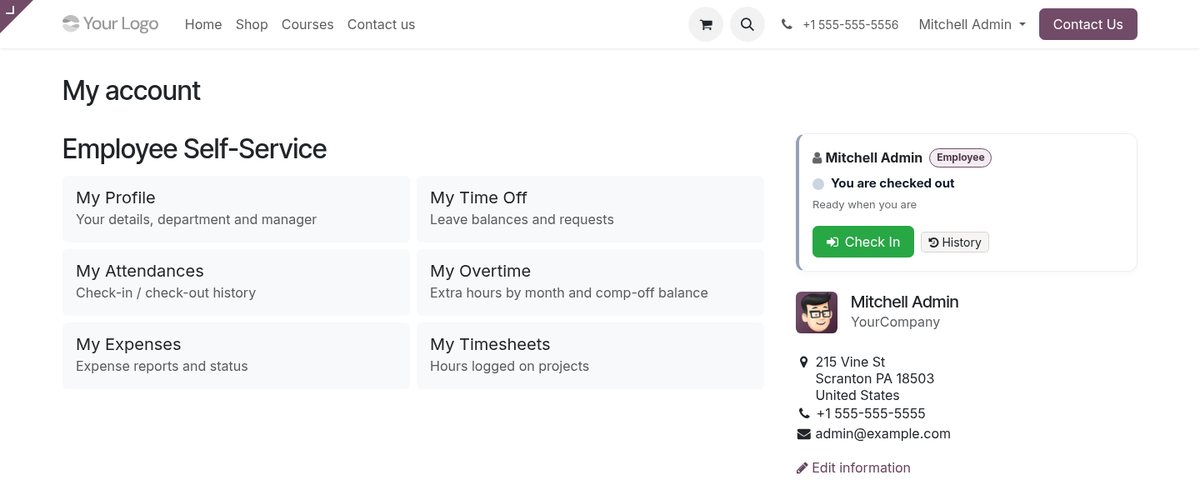 Your Logo
Home
Shop
Courses
Contact us
+1 555-555-5556
Mitchell Admin
Contact Us
My account
Employee Self-Service
My Profile
Your details, department and manager
My Time Off
Leave balances and requests
My Attendances
Check-in / check-out history
My Overtime
Extra hours by month and comp-off balance
My Expenses
Expense reports and status
My Timesheets
Hours logged on projects
Mitchell Admin Employee
You are checked out
Ready when you are
Check In
History
Mitchell Admin
YourCompany
215 Vine St
Scranton PA 18503
United States
+1 555-555-5555
admin@example.com
Edit information